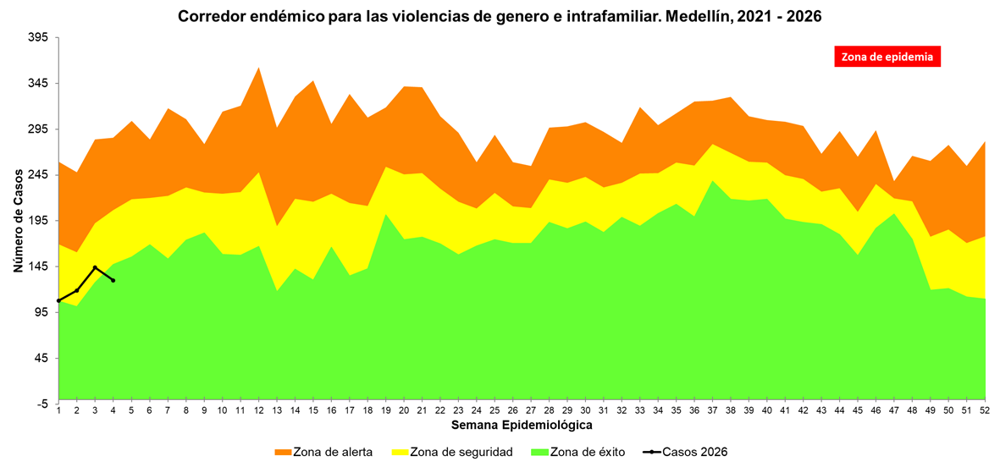 Corredor endémico para las violencias de genero e intrafamiliar. Medellín, 2021 - 2026
Zona de epidemia
Número de Casos
395
345
295
245
195
145
95
45
-5
1 2 3 4 5 6 7 8 9 10 11 12 13 14 15 16 17 18 19 20 21 22 23 24 25 26 27 28 29 30 31 32 33 34 35 36 37 38 39 40 41 42 43 44 45 46 47 48 49 50 51 52
Semana Epidemiológica
Zona de alerta Zona de seguridad Zona de éxito Casos 2026